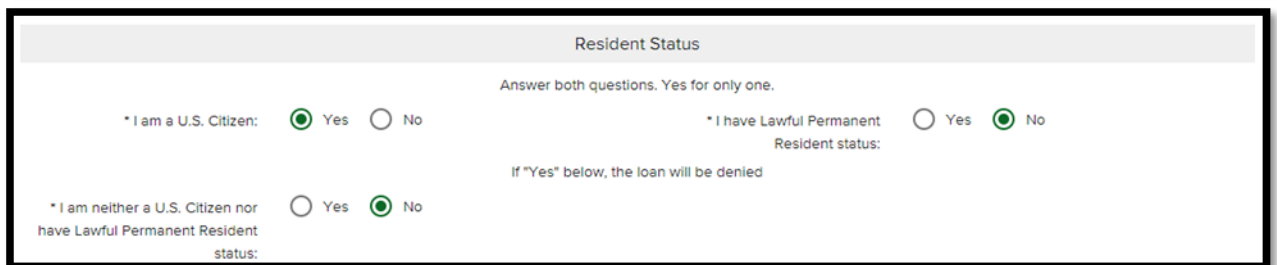 Resident Status
Answer both questions. Yes for only one.
* I am a U.S. Citizen: Yes No
* I have Lawful Permanent
Resident status: Yes No
If "Yes" below, the loan will be denied
* I am neither a U.S. Citizen nor
have Lawful Permanent Resident
status: Yes No